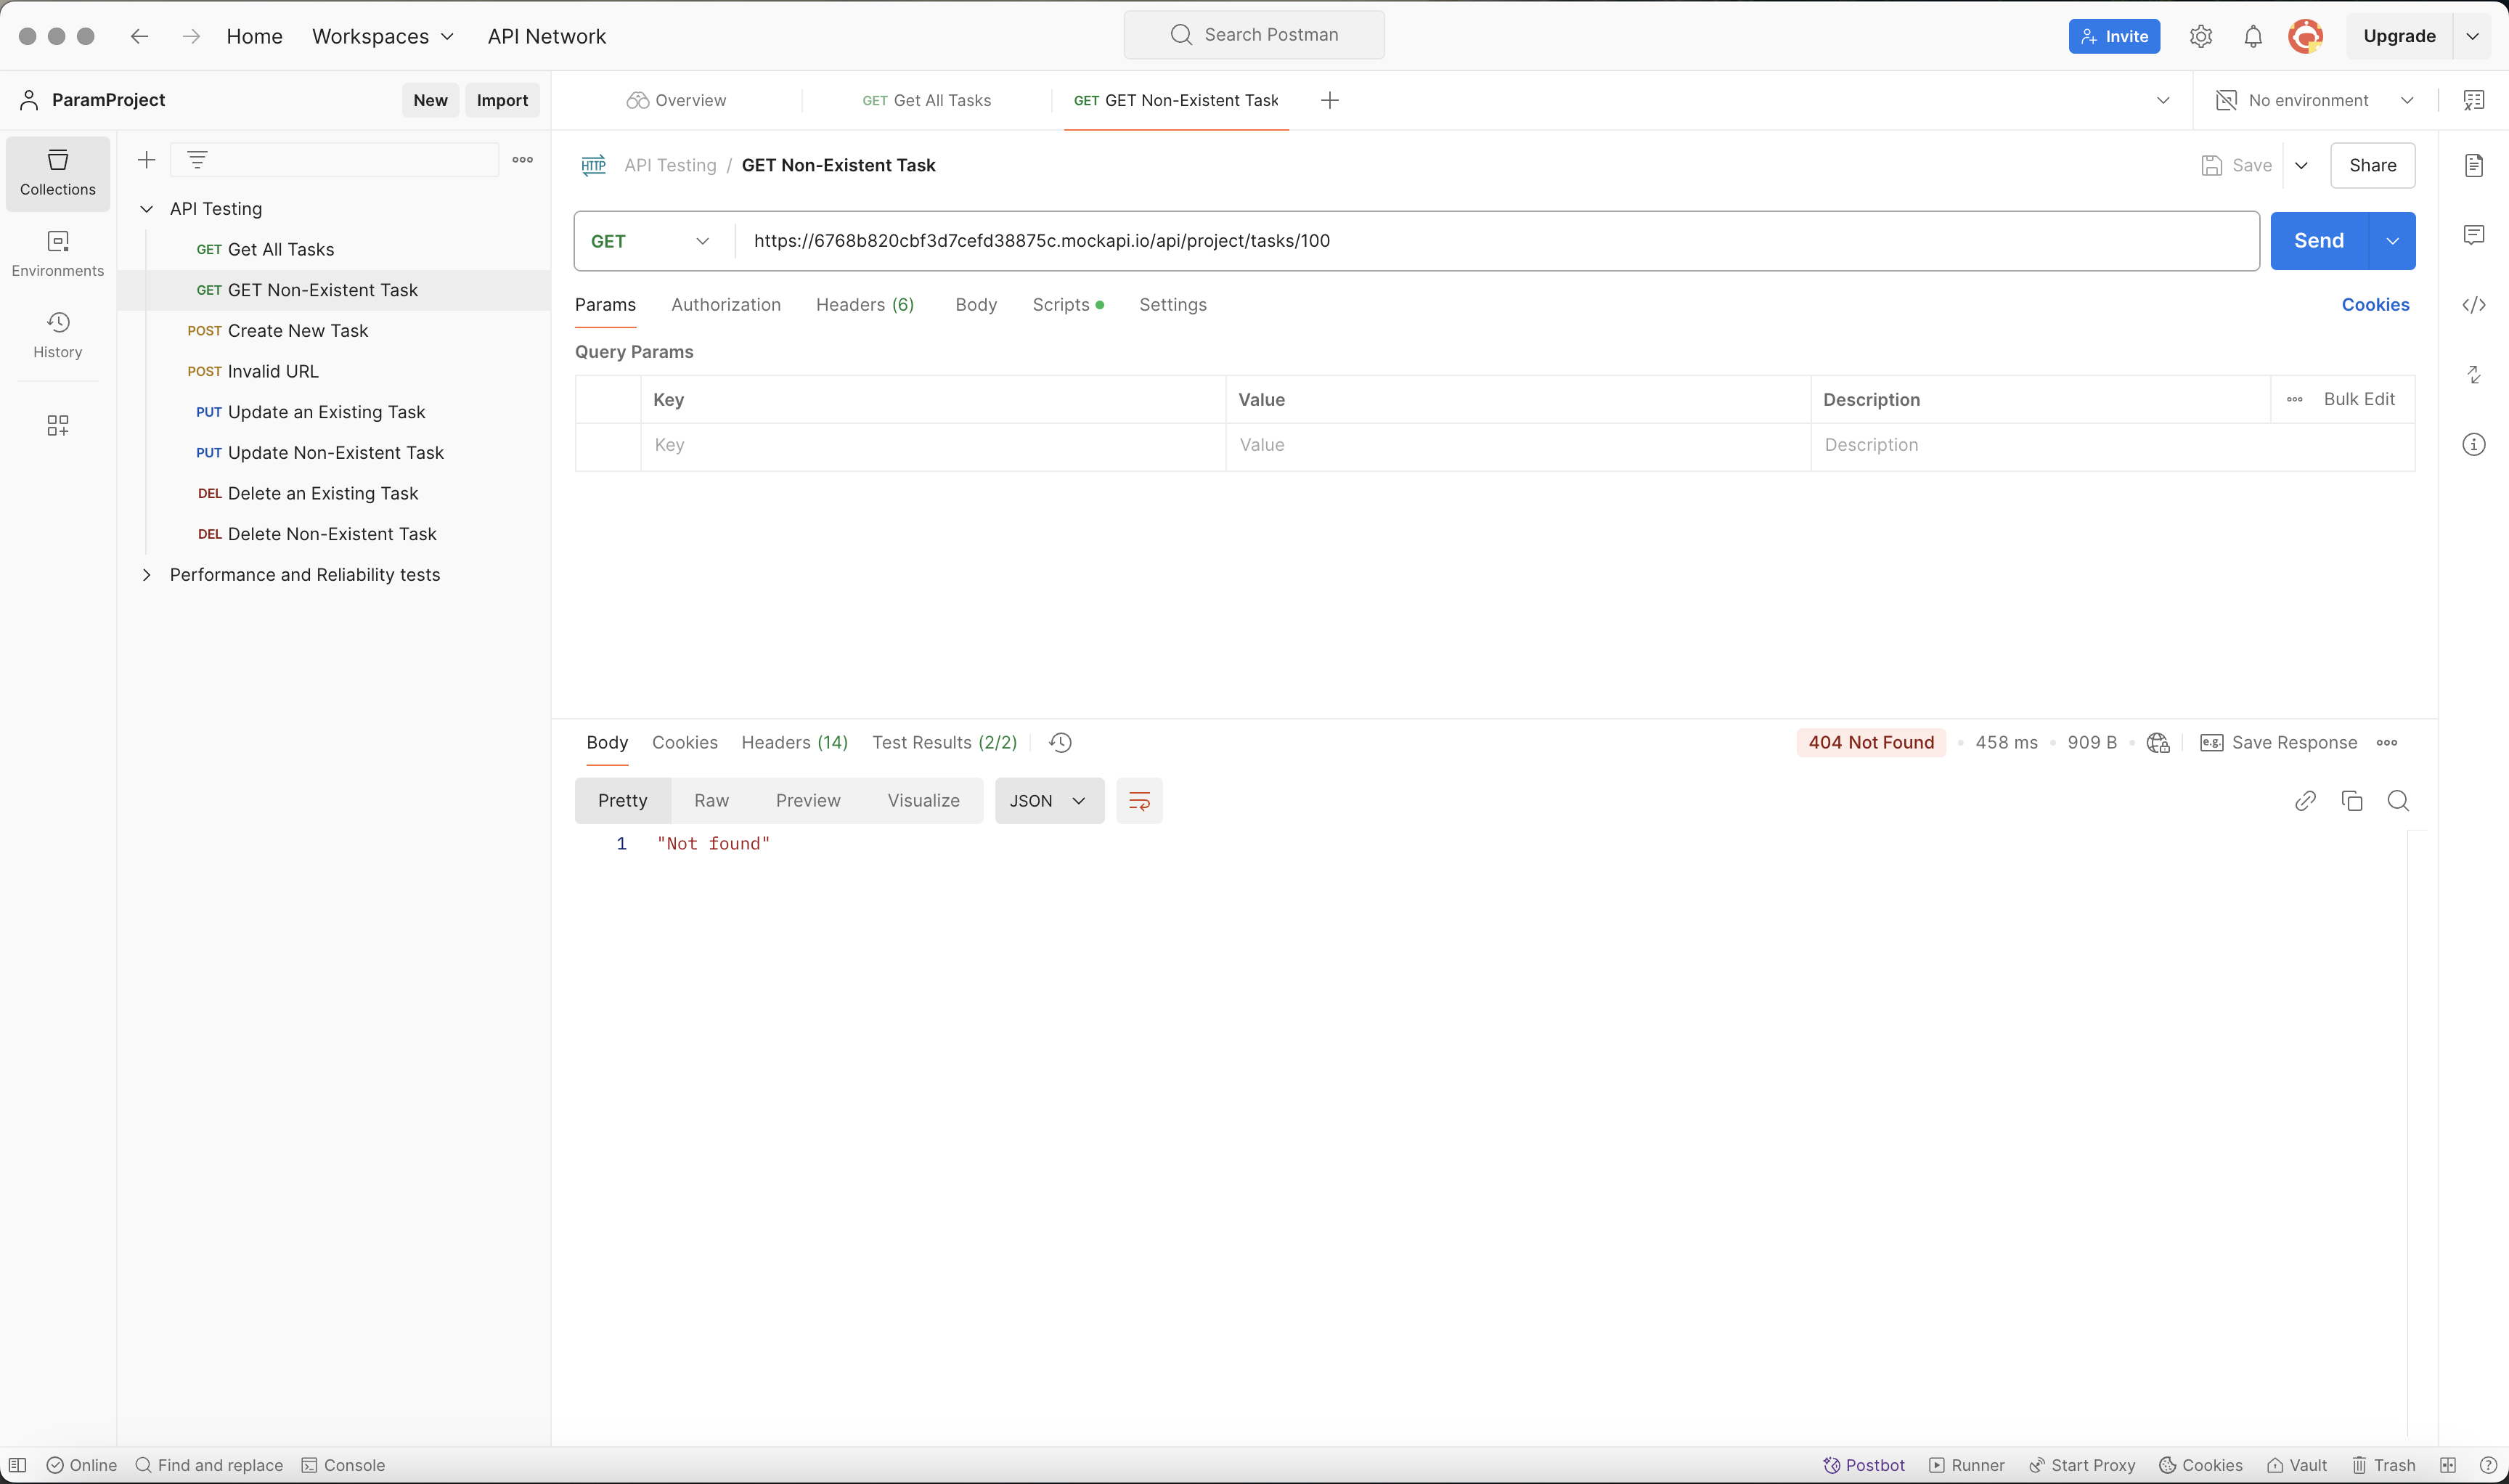 Home Workspaces API Network Search Postman Invite Upgrade
ParamProject New Import
Overview GET Get All Tasks GET GET Non-Existent Task No environment
Collections
Environments
History
API Testing
GET Get All Tasks
GET GET Non-Existent Task
POST Create New Task
POST Invalid URL
PUT Update an Existing Task
PUT Update Non-Existent Task
DEL Delete an Existing Task
DEL Delete Non-Existent Task
Performance and Reliability tests
HTTP API Testing / GET Non-Existent Task Save Share
GET https://6768b820cbf3d7cefd38875c.mockapi.io/api/project/tasks/100 Send
Params Authorization Headers (6) Body Scripts Settings Cookies
Query Params
Key Value Description Bulk Edit
Key Value Description
Body Cookies Headers (14) Test Results (2/2) 404 Not Found 458 ms 909 B e.g. Save Response
Pretty Raw Preview Visualize JSON
1 "Not found"
Online Find and replace Console Postbot Runner Start Proxy Cookies Vault Trash